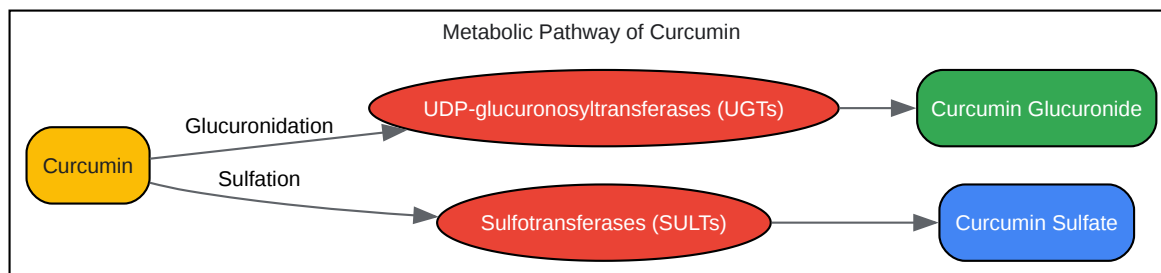 Metabolic Pathway of Curcumin
Curcumin
Glucuronidation
Sulfation
UDP-glucuronosyltransferases (UGTs)
Sulfotransferases (SULTs)
Curcumin Glucuronide
Curcumin Sulfate